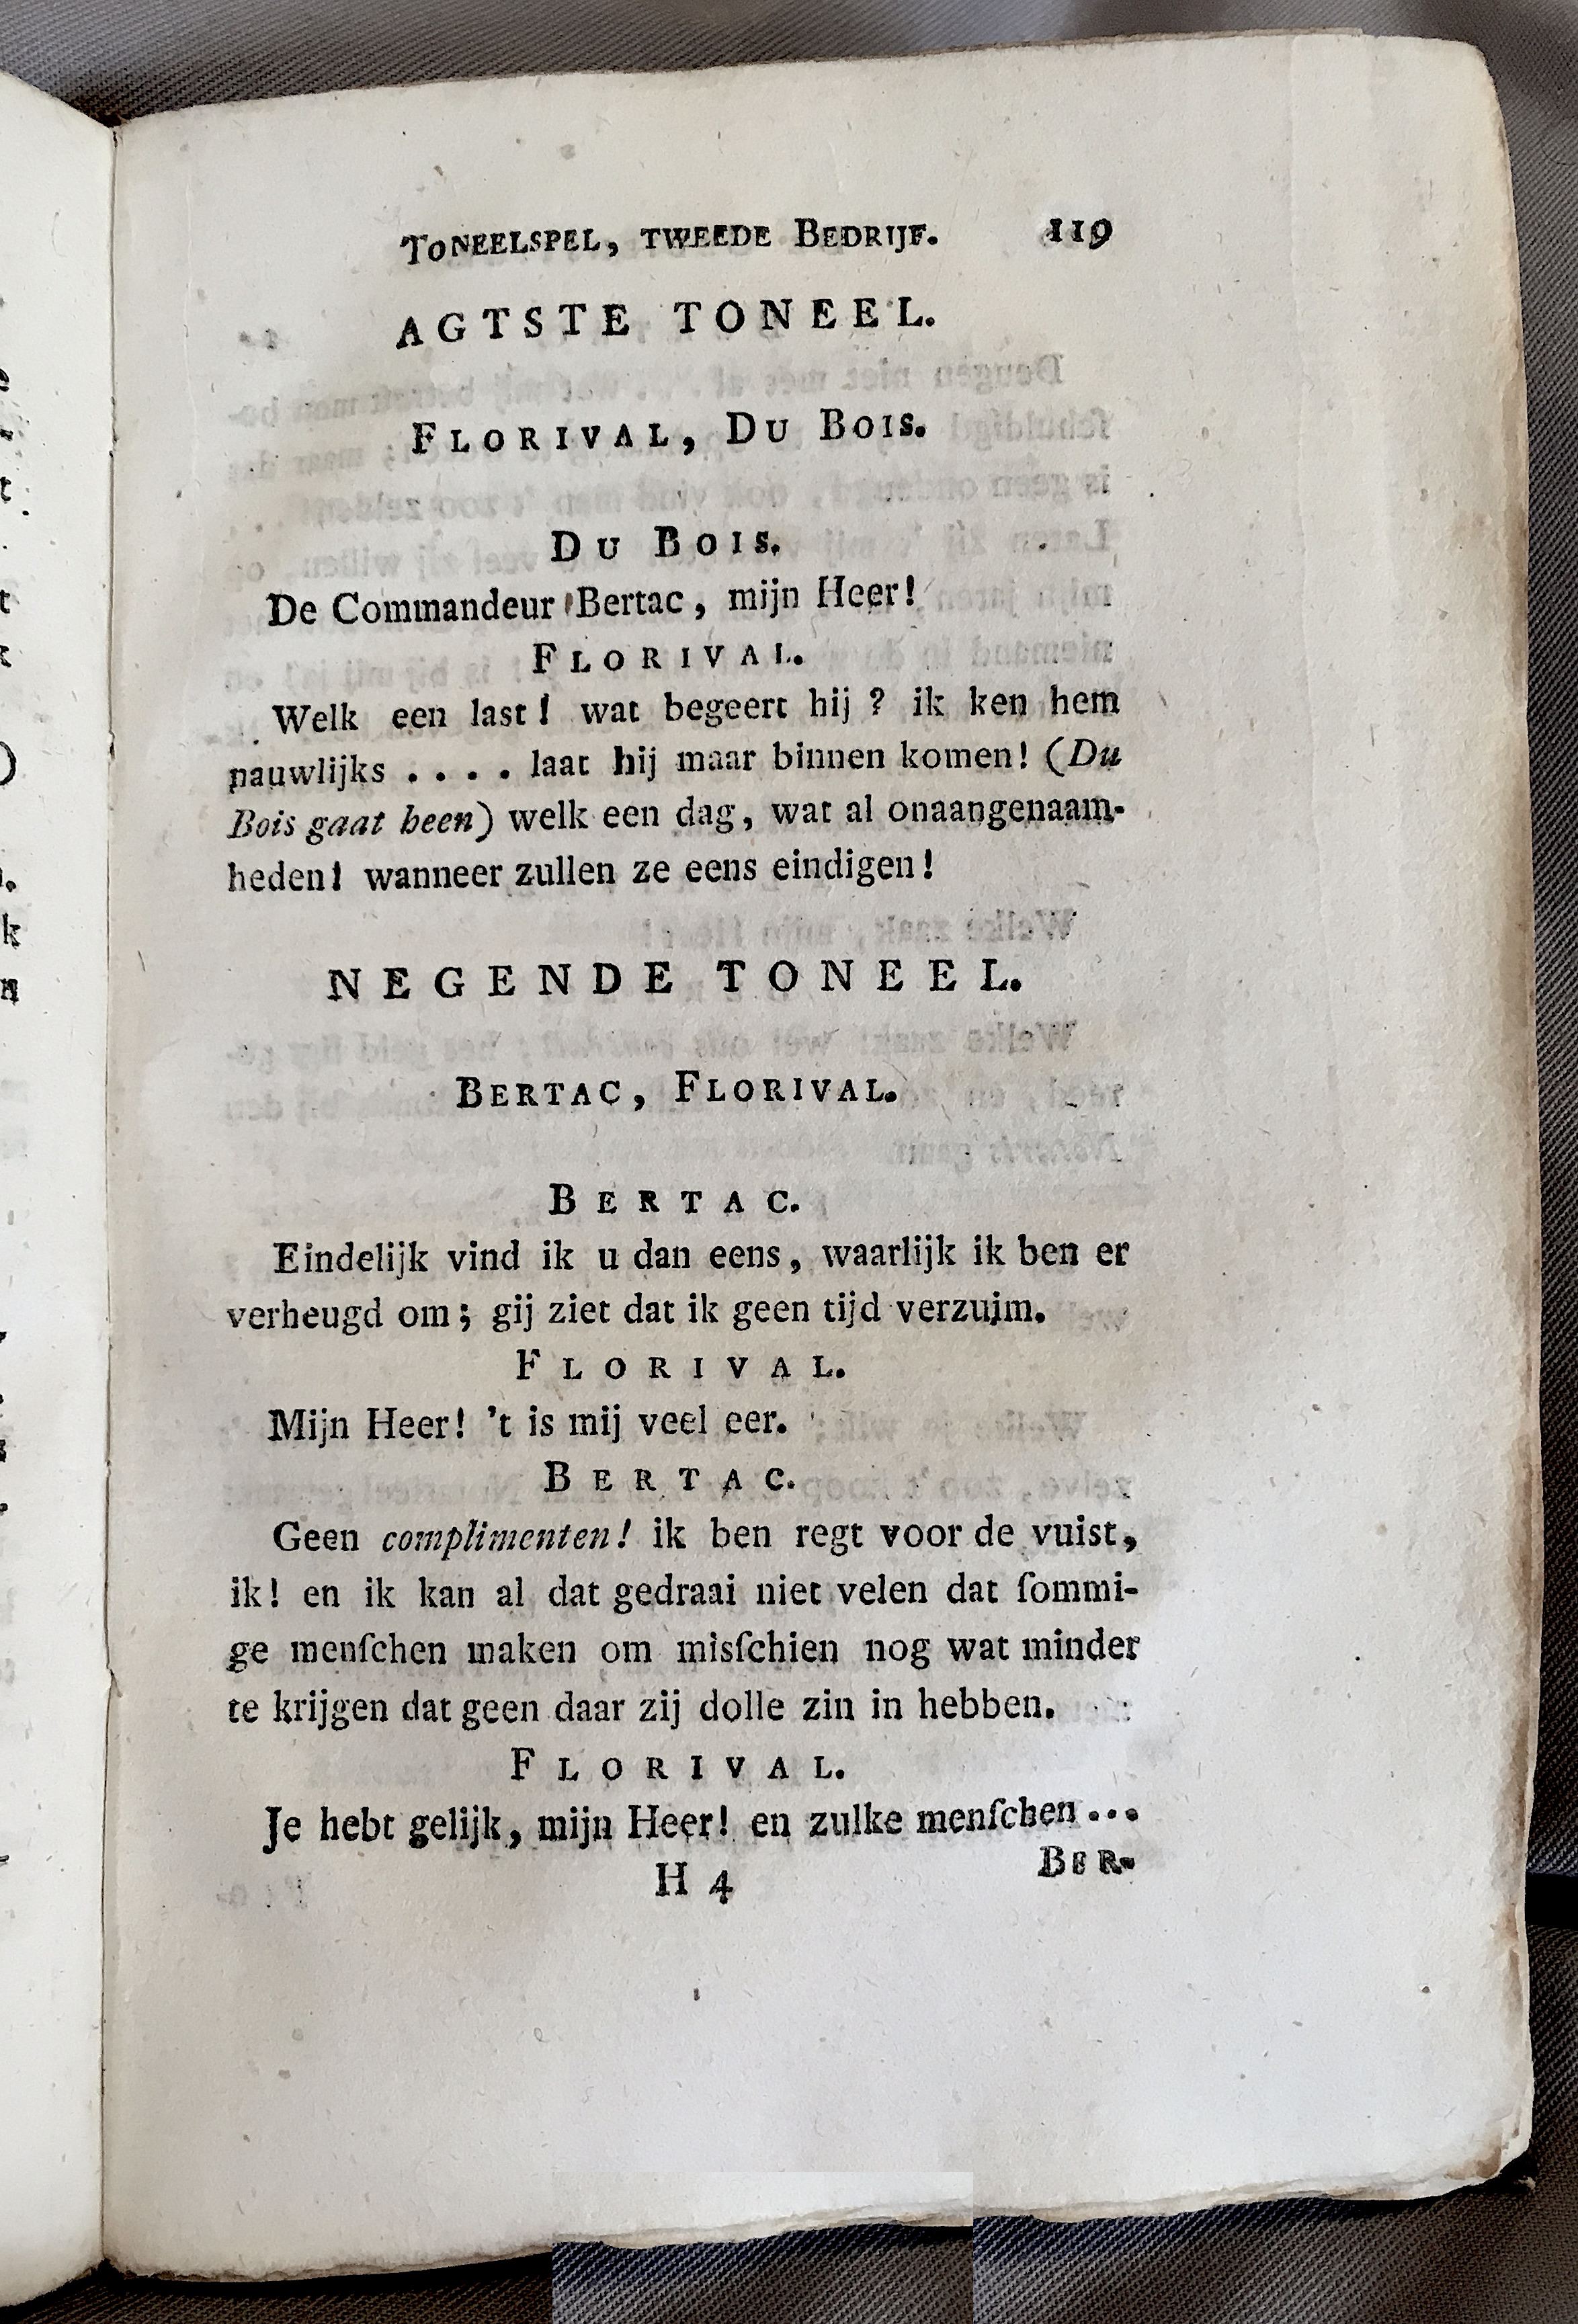 TONEELSPEL, TWEEDE BEDRIJF. 119
AGTSTE TONEEL.
FLORIVAL, DU BOIS.
DU BOIS.
De Commandeur Bertac, mijn Heer!
FLORIVAL.
Welk een last! wat begeert hij? ik ken hem
nauwlijks .... laat hij maar binnen komen! (Du
Bois gaat heen) welk een dag, wat al onaangenaam-
heden! wanneer zullen ze eens eindigen!
NEGENDE TONEEL.
BERTAC, FLORIVAL.
BERTAC.
Eindelijk vind ik u dan eens, waarlijk ik ben er
verheugd om; gij ziet dat ik geen tijd verzuim.
FLORIVAL.
Mijn Heer! 't is mij veel eer.
BERTAC.
Geen complimenten! ik ben regt voor de vuist,
ik! en ik kan al dat gedraai niet velen dat ſommi-
ge menſchen maken om misſchien nog wat minder
te krijgen dat geen daar zij dolle zin in hebben.
FLORIVAL.
Je hebt gelijk, mijn Heer! en zulke menſchen...
H 4 BER-